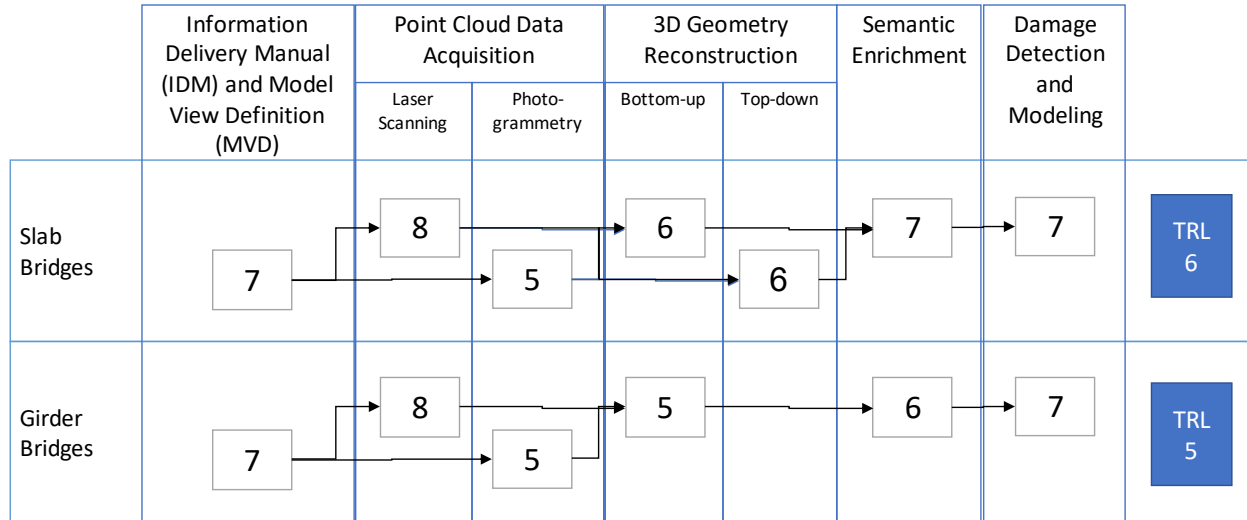 Information
Delivery Manual
(IDM) and Model
View Definition
(MVD)
Point Cloud Data
Acquisition
Laser
Scanning
Photo-
grammetry
3D Geometry
Reconstruction
Bottom-up
Top-down
Semantic
Enrichment
Damage
Detection
and
Modeling
Slab
Bridges
7
8
5
6
6
7
7
TRL
6
Girder
Bridges
7
8
5
5
6
7
TRL
5